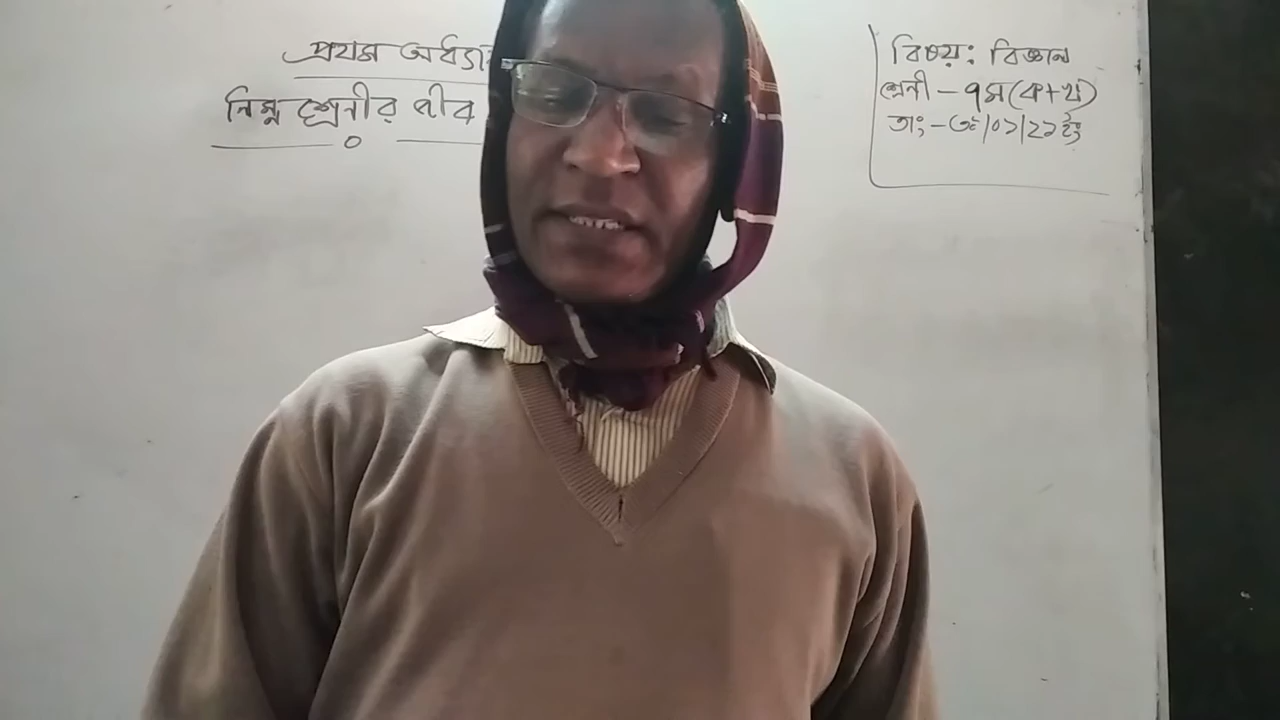 প্রথম অধ্যায়
নিম্ন শ্রেনীর জীব
বিষয়: বিজ্ঞান
শ্রেনী - ৭ম (ক+খ)
তাং -